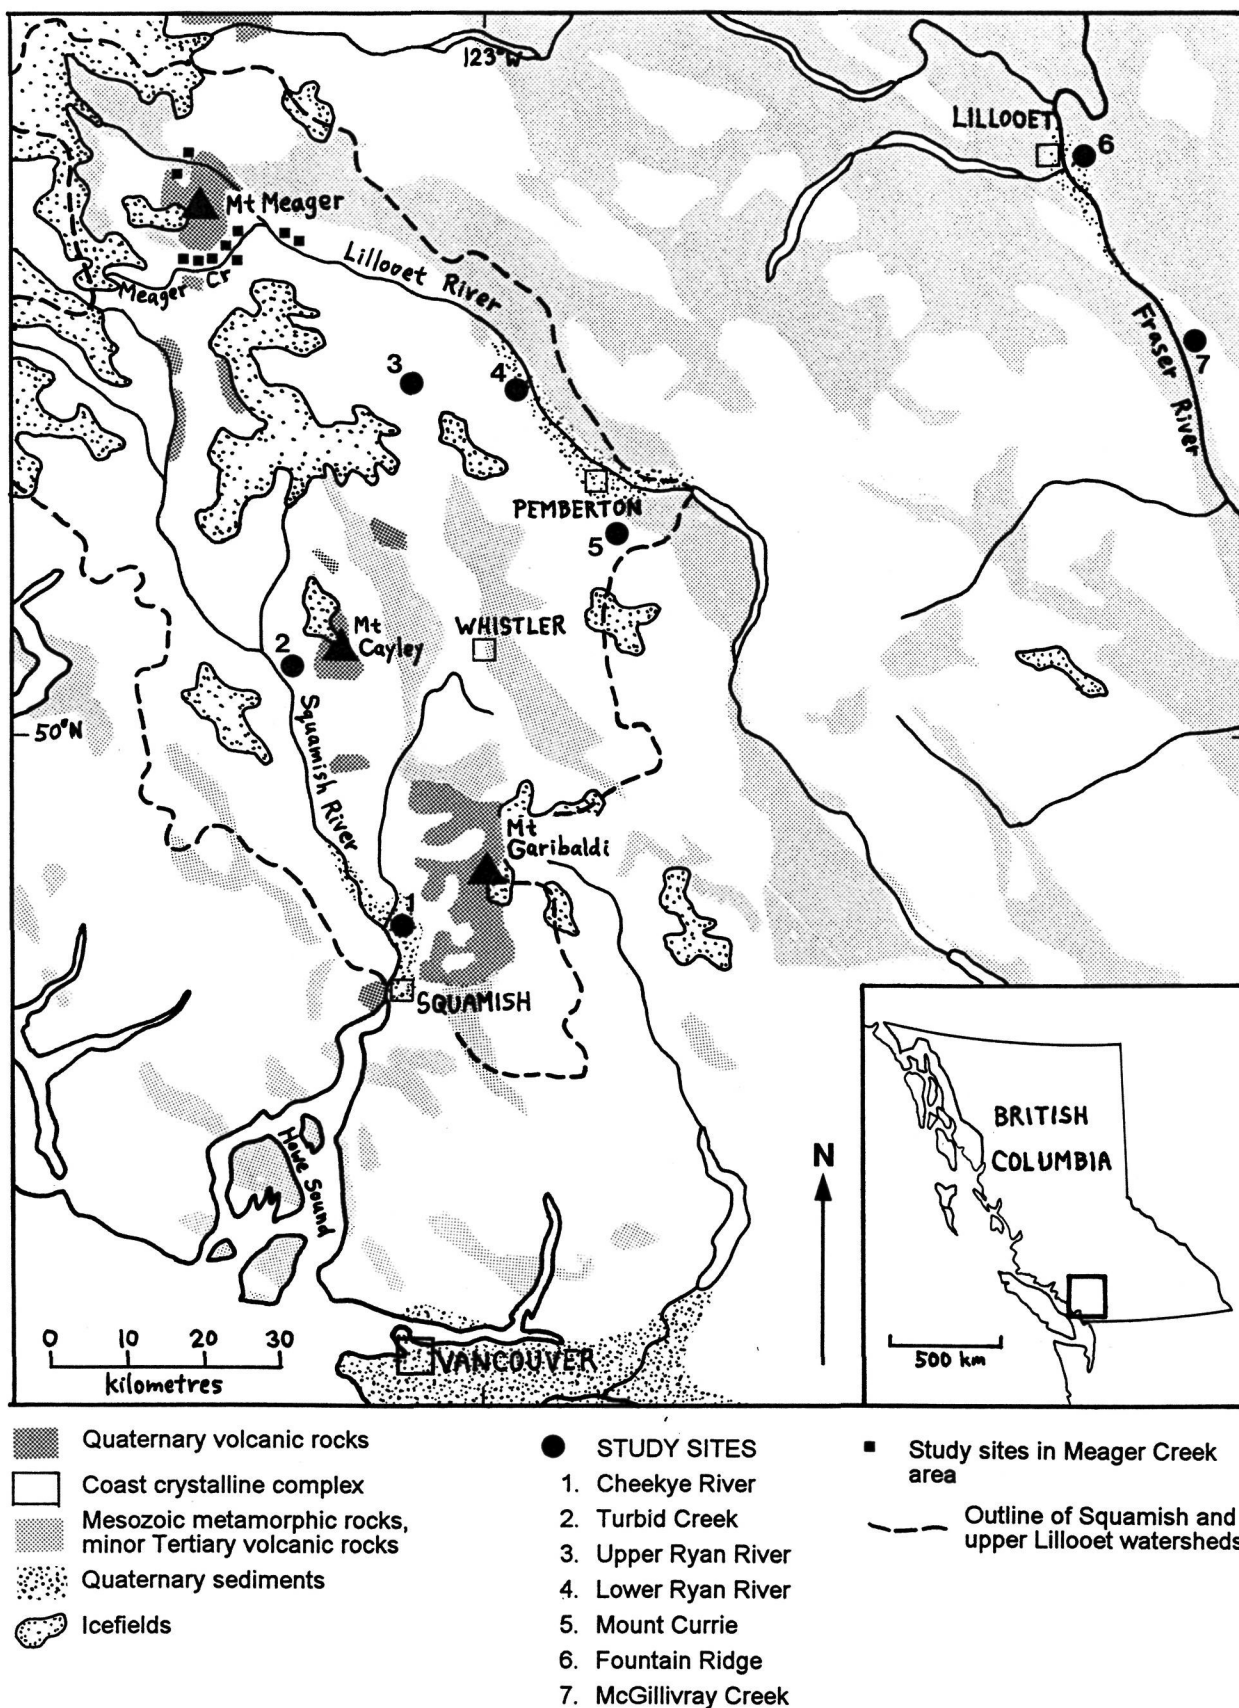 123°W
LILLOOET
6
Mt Meager
Meager Cr
Lillooet River
Fraser River
7
3
4
PEMBERTON
5
Mt
Cayley
WHISTLER
2
50°N
Squamish River
Mt
Garibaldi
1
SQUAMISH
Howe Sound
N
BRITISH
COLUMBIA
500 km
0 10 20 30
kilometres
VANCOUVER
Quaternary volcanic rocks
Coast crystalline complex
Mesozoic metamorphic rocks,
minor Tertiary volcanic rocks
Quaternary sediments
Icefields
STUDY SITES
1. Cheekye River
2. Turbid Creek
3. Upper Ryan River
4. Lower Ryan River
5. Mount Currie
6. Fountain Ridge
7. McGillivray Creek
Study sites in Meager Creek
area
Outline of Squamish and
upper Lillooet watersheds